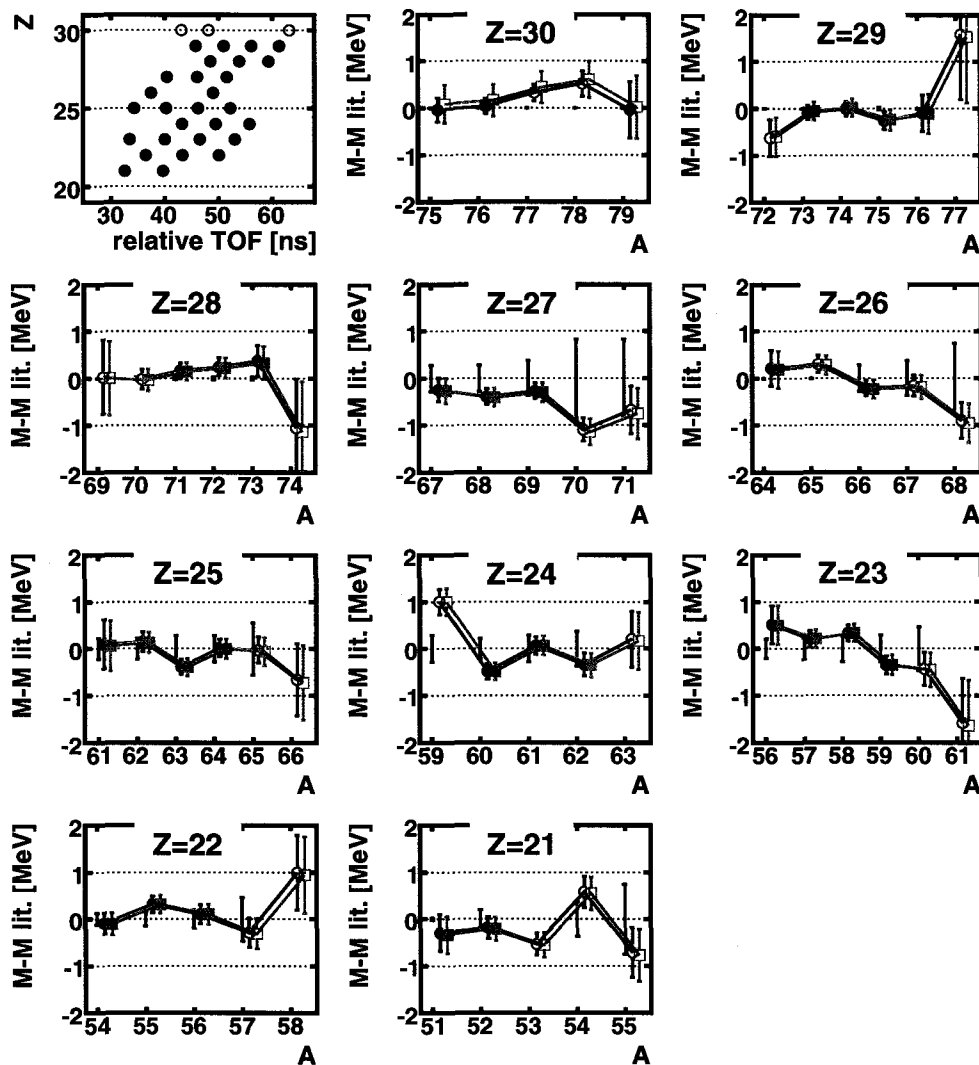 Z
30
25
20
30 40 50 60
relative TOF [ns]
M-M lit. [MeV]
Z=30
2
1
0
-1
-2
75 76 77 78 79
A
M-M lit. [MeV]
Z=29
2
1
0
-1
-2
72 73 74 75 76 77
A
M-M lit. [MeV]
Z=28
2
1
0
-1
-2
69 70 71 72 73 74
A
M-M lit. [MeV]
Z=27
2
1
0
-1
-2
67 68 69 70 71
A
M-M lit. [MeV]
Z=26
2
1
0
-1
-2
64 65 66 67 68
A
M-M lit. [MeV]
Z=25
2
1
0
-1
-2
61 62 63 64 65 66
A
M-M lit. [MeV]
Z=24
2
1
0
-1
-2
59 60 61 62 63
A
M-M lit. [MeV]
Z=23
2
1
0
-1
-2
56 57 58 59 60 61
A
M-M lit. [MeV]
Z=22
2
1
0
-1
-2
54 55 56 57 58
A
M-M lit. [MeV]
Z=21
2
1
0
-1
-2
51 52 53 54 55
A